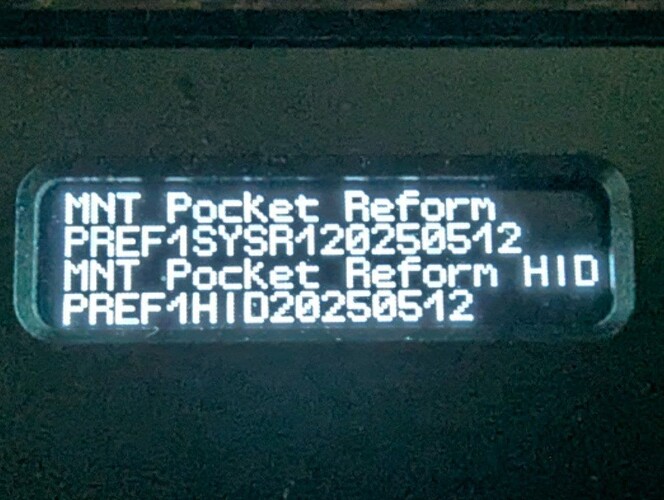 MNT Pocket Reform
PREF1SYSR120250512
MNT Pocket Reform HID
PREF1HID20250512